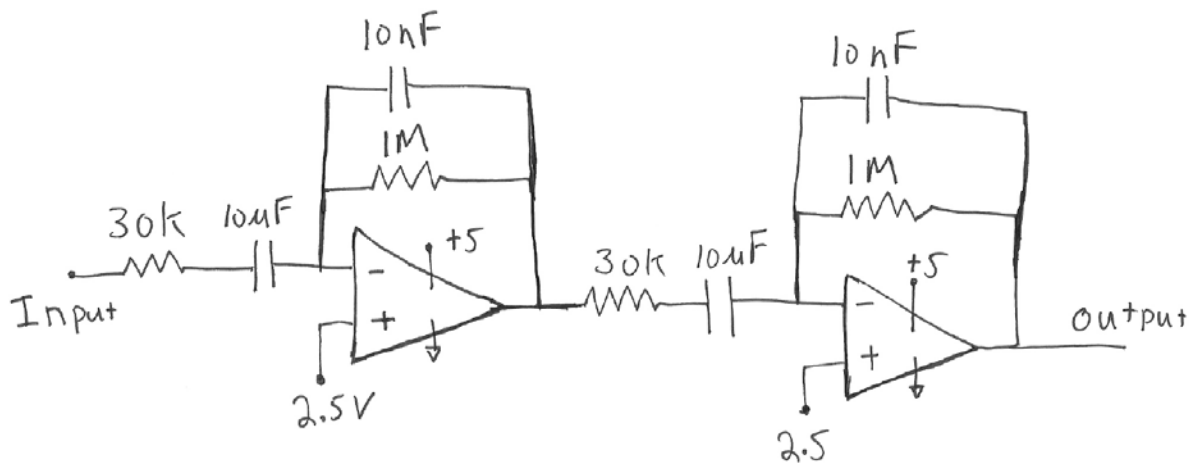 10nF
10nF
1M
1M
30k
10uF
+5
30k
10uF
+5
-
-
Input
+
Output
+
2.5V
2.5